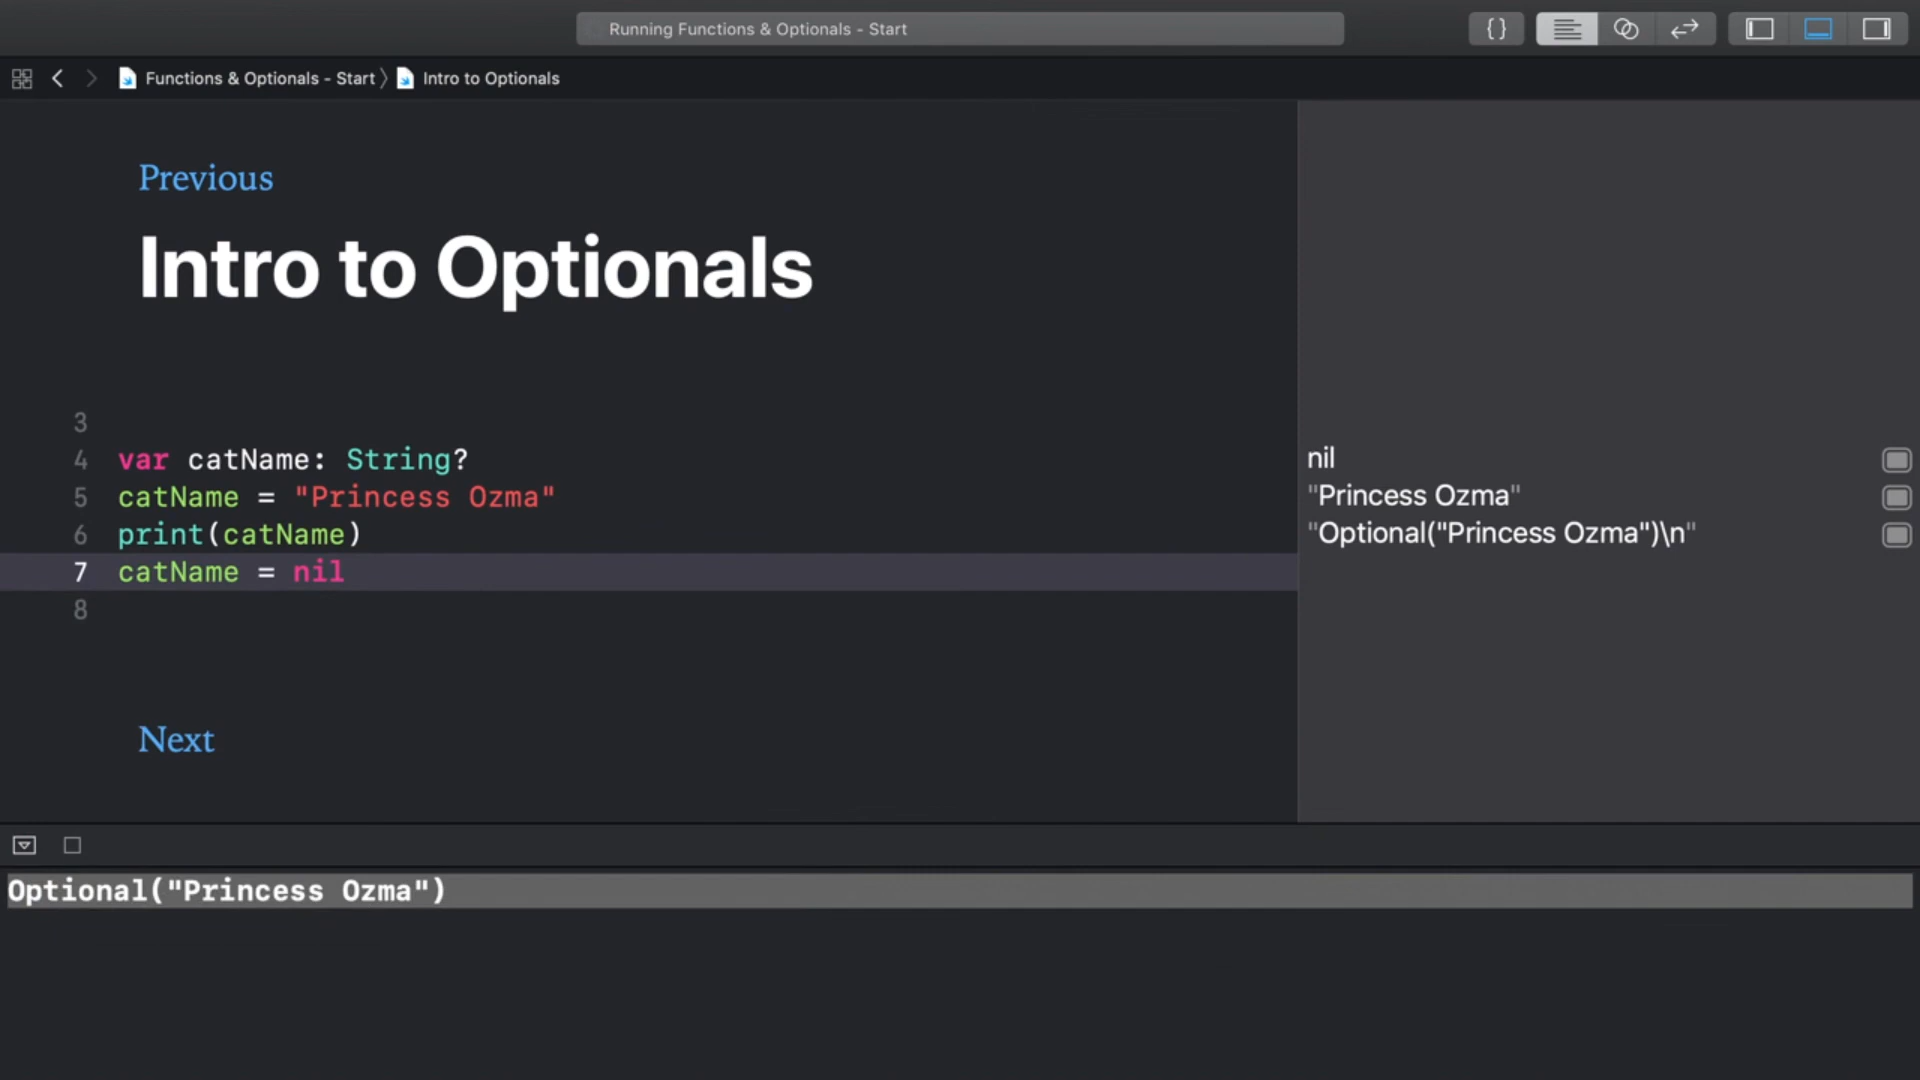 Running Functions & Optionals - Start
{}
Functions & Optionals - Start
Intro to Optionals
Previous
Intro to Optionals
3
4 var catName: String?
nil
5 catName = "Princess Ozma"
"Princess Ozma"
6 print(catName)
"Optional("Princess Ozma")\n"
7 catName = nil
8
Next
Optional("Princess Ozma")